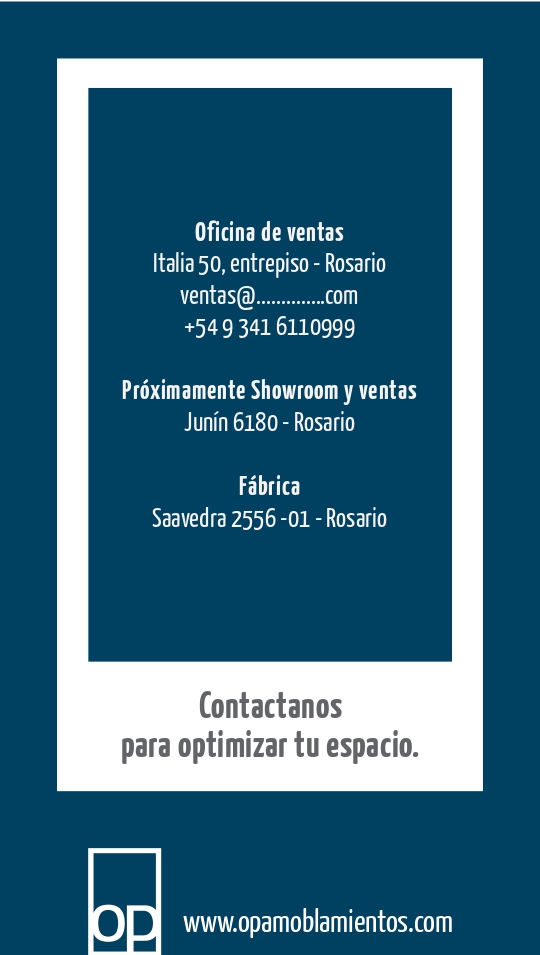 Oficina de ventas
Italia 50, entrepiso - Rosario
ventas@..............com
+54 9 341 6110999
Próximamente Showroom y ventas
Junín 6180 - Rosario
Fábrica
Saavedra 2556 -01 - Rosario
Contactanos
para optimizar tu espacio.
op
www.opamoblamientos.com